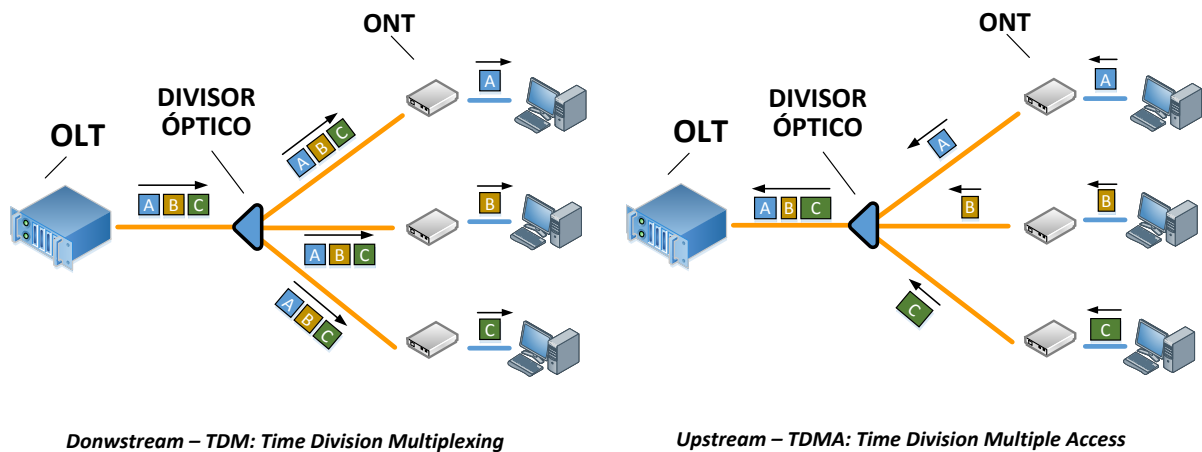 ONT
DIVISOR
ÓPTICO
OLT
A
A B C
A B C
B
A B C
A B C
C
Donwstream – TDM: Time Division Multiplexing
ONT
DIVISOR
ÓPTICO
OLT
A
A
A B C
B
B
C
C
Upstream – TDMA: Time Division Multiple Access